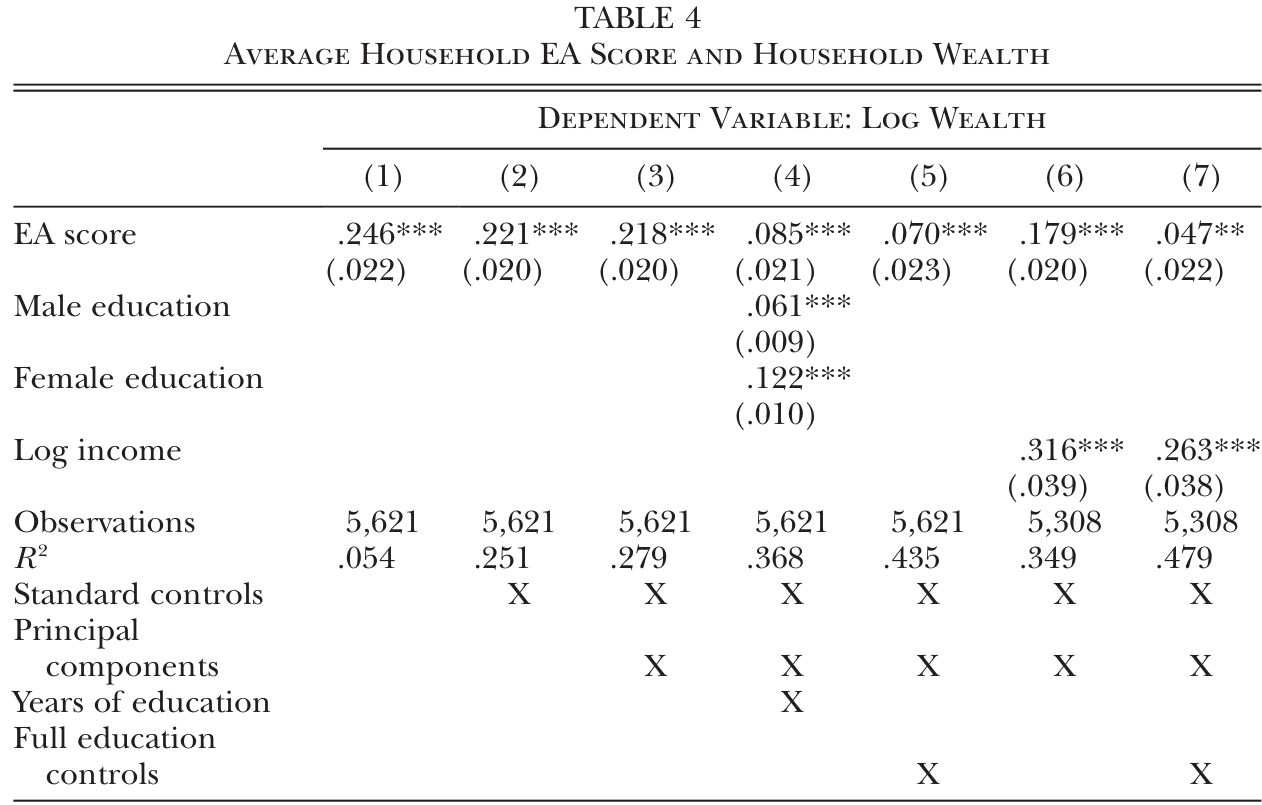 TABLE 4
Average Household EA Score and Household Wealth
Dependent Variable: Log Wealth
(1) (2) (3) (4) (5) (6) (7)
EA score .246*** .221*** .218*** .085*** .070*** .179*** .047**
(.022) (.020) (.020) (.021) (.023) (.020) (.022)
Male education .061***
(.009)
Female education .122***
(.010)
Log income .316*** .263***
(.039) (.038)
Observations 5,621 5,621 5,621 5,621 5,621 5,308 5,308
R² .054 .251 .279 .368 .435 .349 .479
Standard controls X X X X X X
Principal
components X X X X X
Years of education X
Full education
controls X X